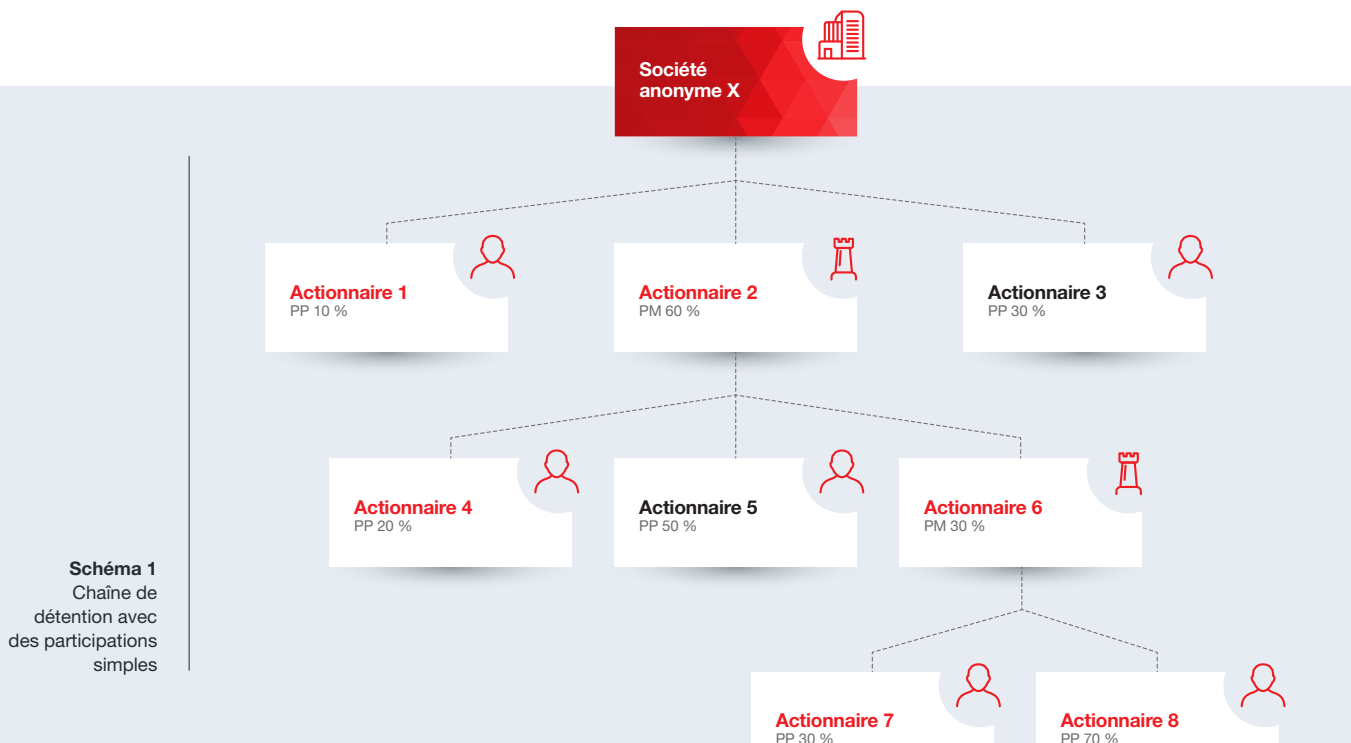 Société
anonyme X
Actionnaire 1
PP 10 %
Actionnaire 2
PM 60 %
Actionnaire 3
PP 30 %
Actionnaire 4
PP 20 %
Actionnaire 5
PP 50 %
Actionnaire 6
PM 30 %
Schéma 1
Chaîne de
détention avec
des participations
simples
Actionnaire 7
PP 30 %
Actionnaire 8
PP 70 %